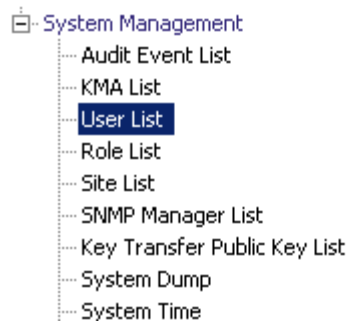 System Management
Audit Event List
KMA List
User List
Role List
Site List
SNMP Manager List
Key Transfer Public Key List
System Dump
System Time